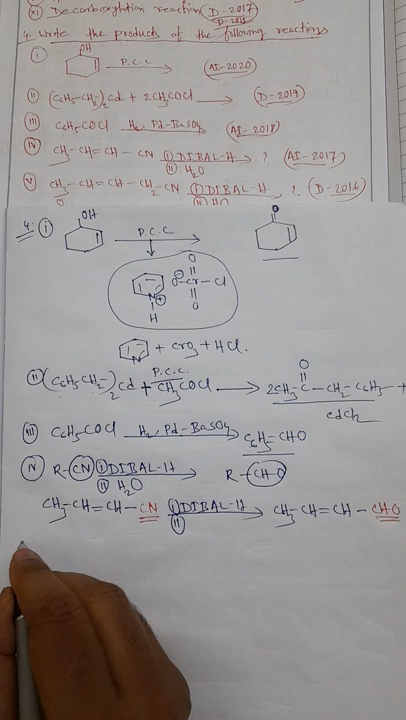 xi) Decarboxylation reaction (D-2017)
D-2015
4. Write the products of the following reactions
i) OH P.C.C (AI-2020)
ii) (C6H5-CH2)2Cd + 2CH3COCl (D-2019)
iii) C6H5COCl H2, Pd-BaSO4 (AI-2018)
iv) CH3-CH=CH-CN i) DIBAL-H ? (AI-2017)
ii) H2O
v) CH3-CH=CH-CH2-CN i) DIBAL-H ? (D-2016)
ii) H2O
4. i) OH P.C.C O
O
O-Cr-Cl
N ⊕ O
H
N + CrO3 + HCl.
ii) (C6H5CH2)2Cd + P.C.C. CH3COCl 2CH3-C-CH2-C6H5 +
O
CdCl2
iii) C6H5COCl H2, Pd-BaSO4 C6H5-CHO
iv) R-CN i) DIBAL-H R-CHO
ii) H2O
CH3-CH=CH-CN i) DIBAL-H CH3-CH=CH-CHO
ii)